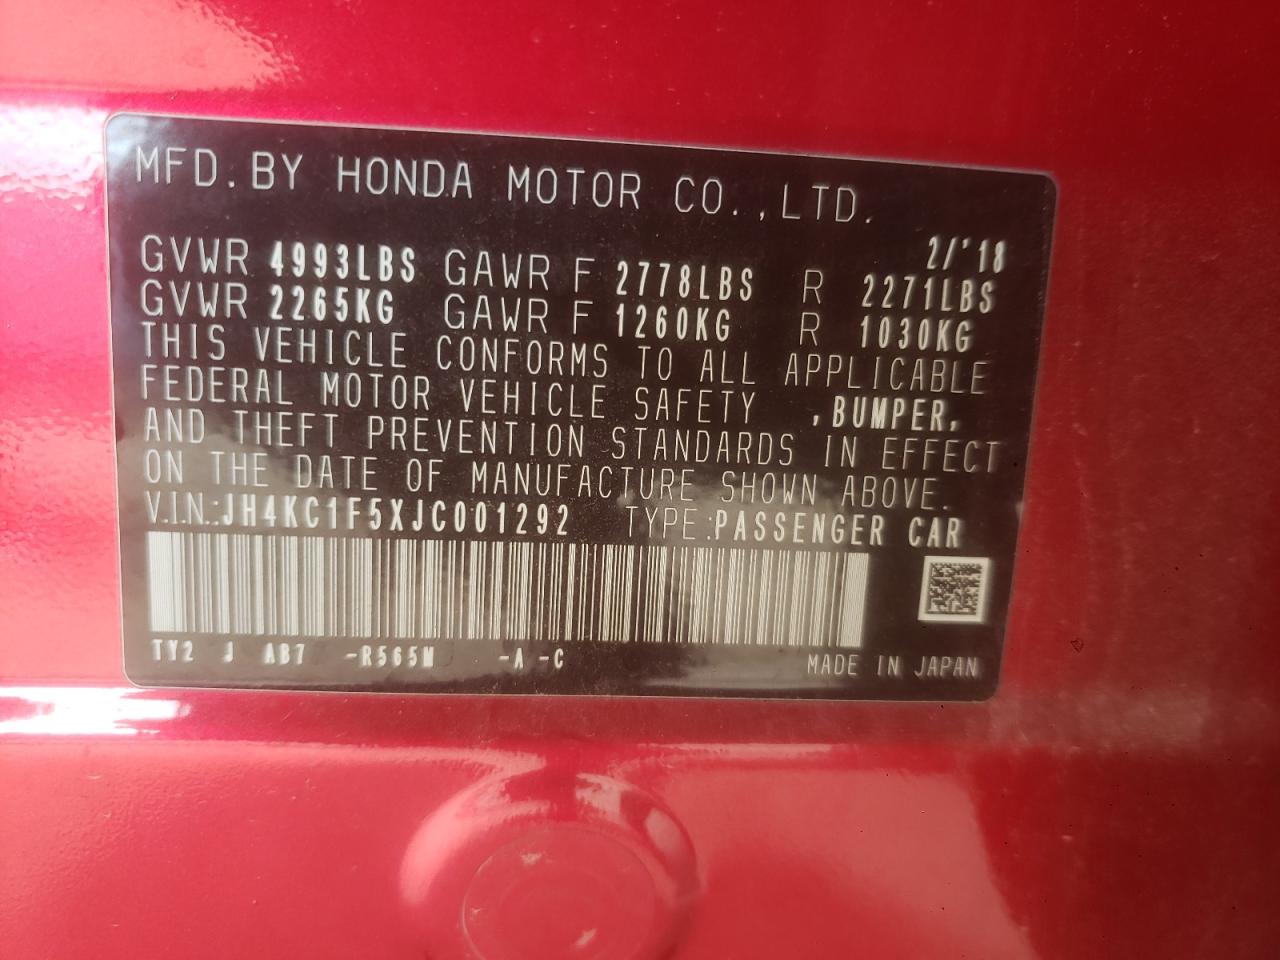 MFD. BY HONDA MOTOR CO., LTD.
2/'18
GVWR 4993LBS GAWR F 2778LBS R 2271LBS
GVWR 2265KG GAWR F 1260KG R 1030KG
THIS VEHICLE CONFORMS TO ALL APPLICABLE
FEDERAL MOTOR VEHICLE SAFETY , BUMPER,
AND THEFT PREVENTION STANDARDS IN EFFECT
ON THE DATE OF MANUFACTURE SHOWN ABOVE.
V.I.N.:JH4KC1F5XJC001292 TYPE:PASSENGER CAR
TY2 J AB7 -R565M -A -C
MADE IN JAPAN